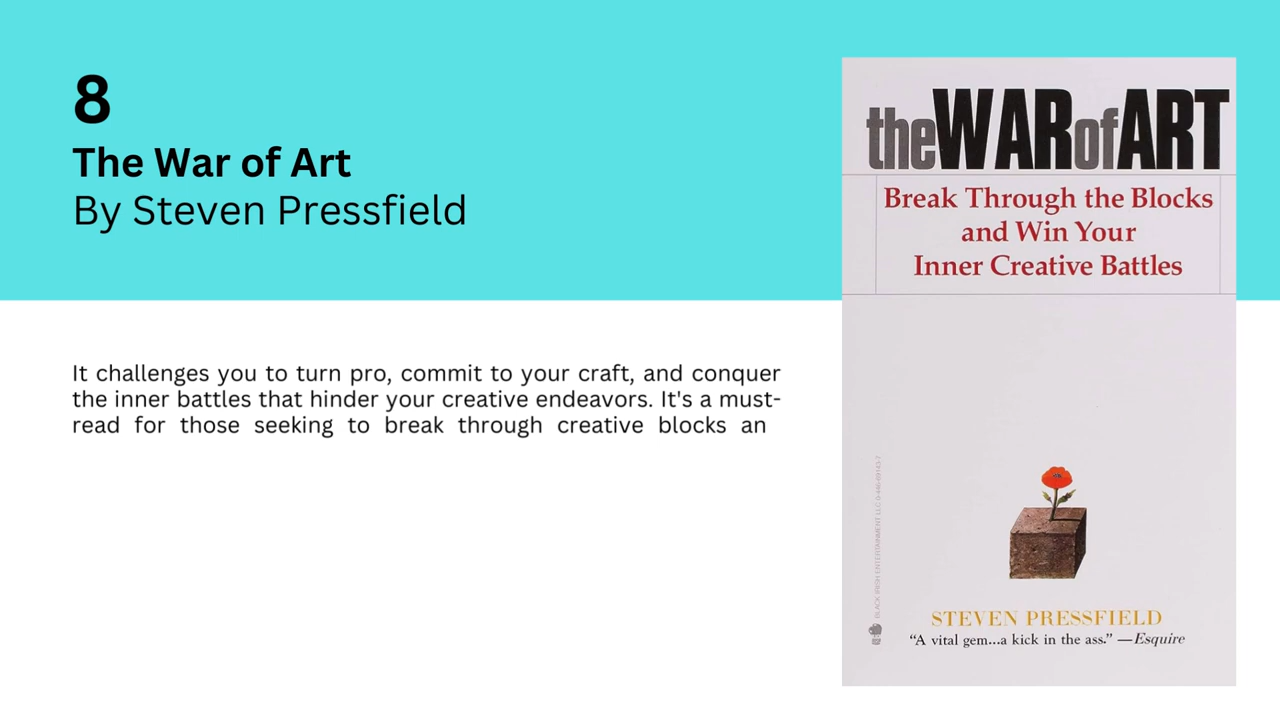 8
The War of Art
By Steven Pressfield
It challenges you to turn pro, commit to your craft, and conquer
the inner battles that hinder your creative endeavors. It's a must-
read for those seeking to break through creative blocks an
theWARofART
Break Through the Blocks
and Win Your
Inner Creative Battles
STEVEN PRESSFIELD
“A vital gem...a kick in the ass.” —Esquire